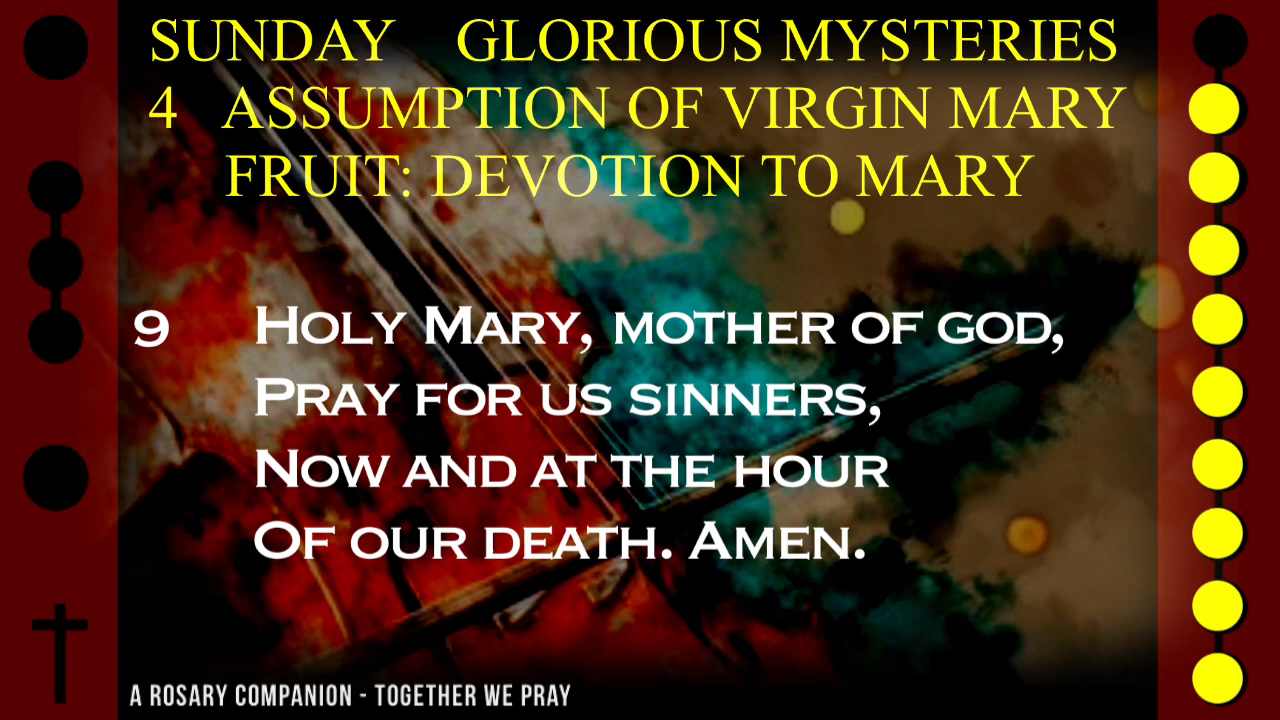 SUNDAY GLORIOUS MYSTERIES
4 ASSUMPTION OF VIRGIN MARY
FRUIT: DEVOTION TO MARY
9 Holy Mary, mother of god,
Pray for us sinners,
Now and at the hour
Of our death. Amen.
A ROSARY COMPANION - TOGETHER WE PRAY